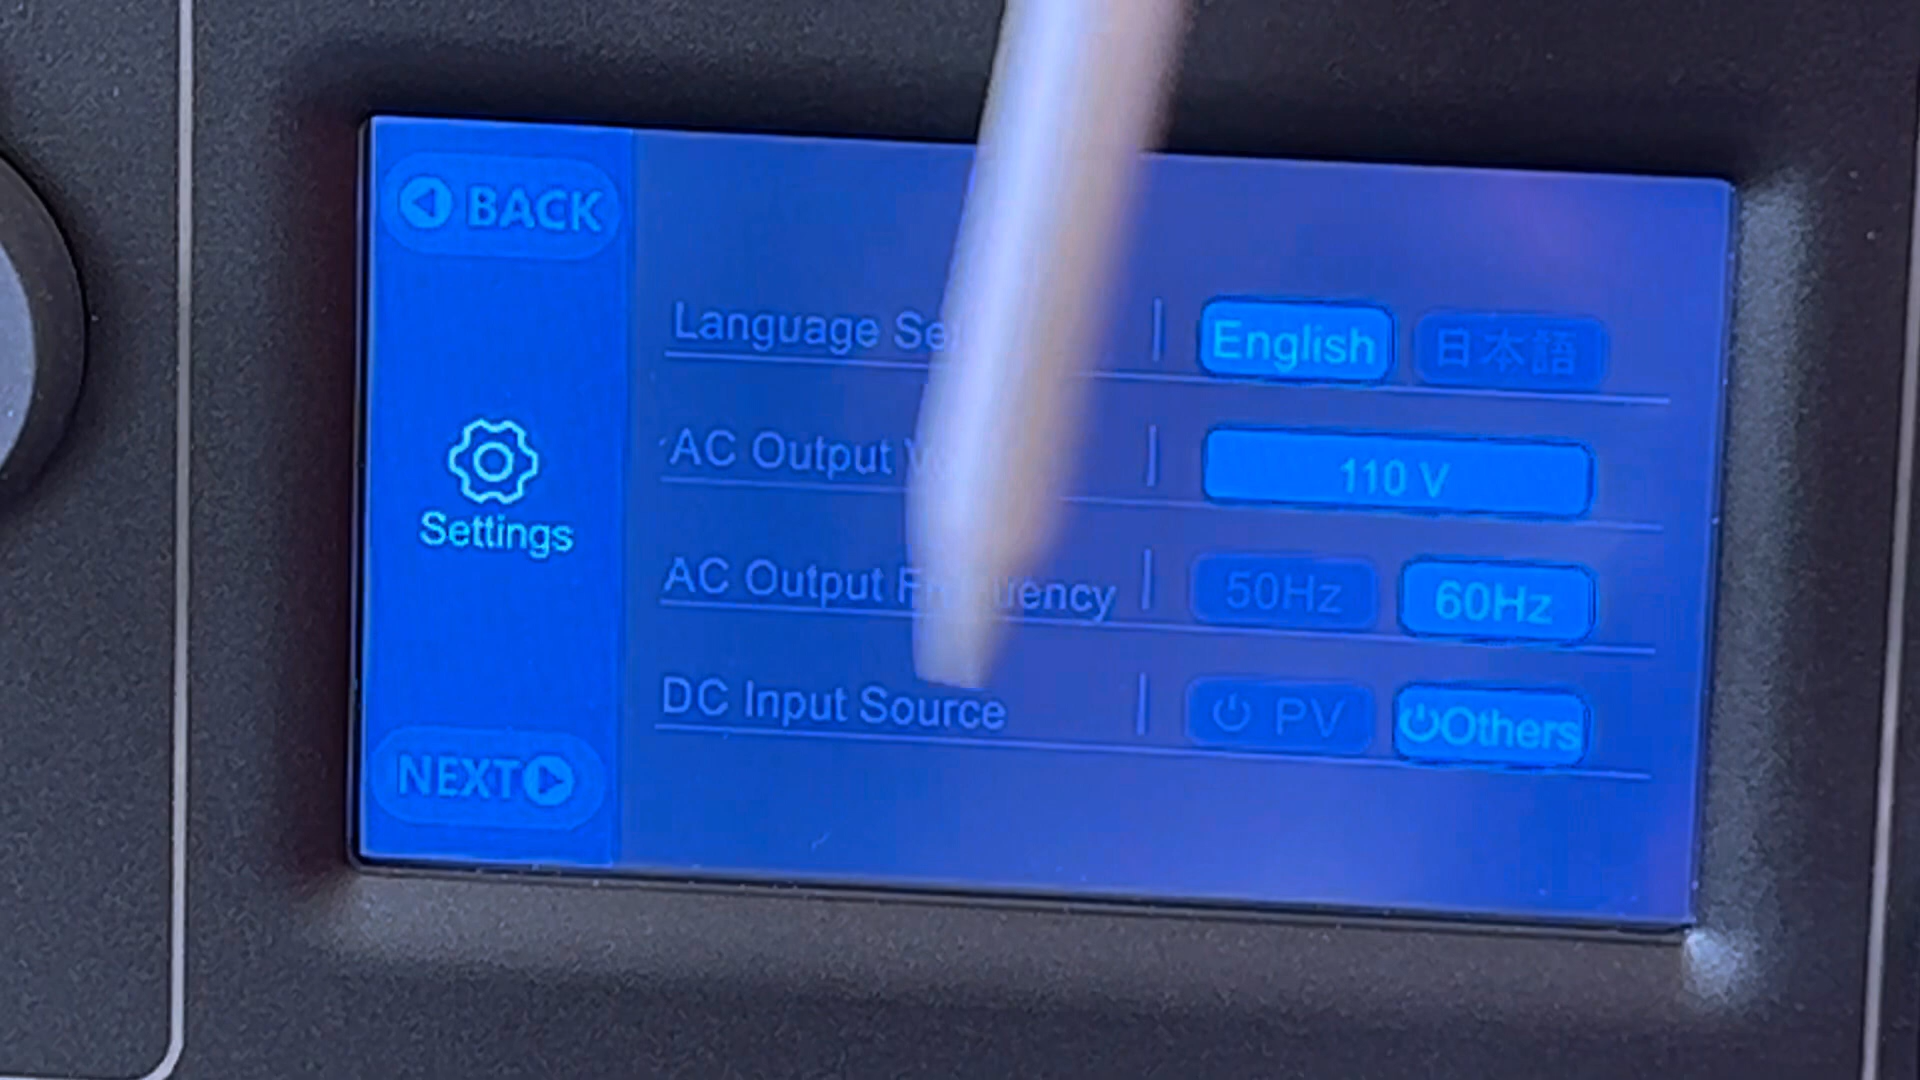 BACK
Language Se
English 日本語
AC Output
110 V
AC Output Frequency
50Hz 60Hz
DC Input Source
PV Others
Settings
NEXT